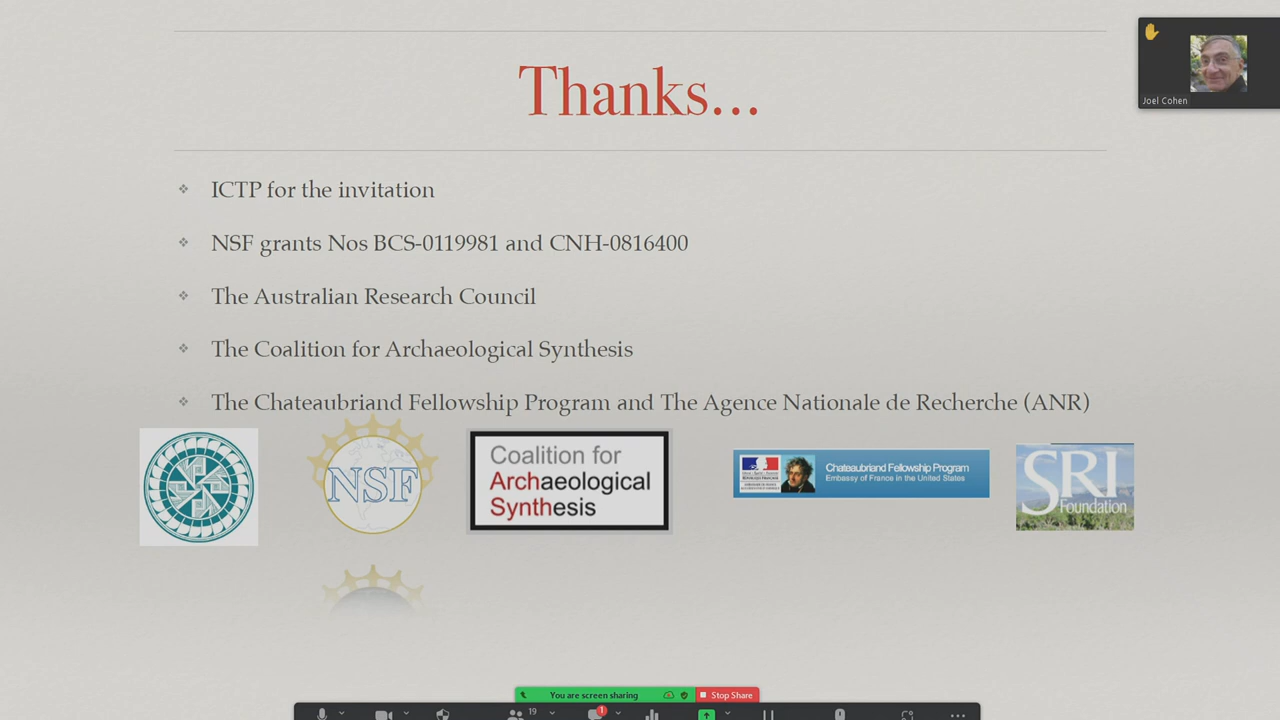 Thanks...
Joel Cohen
ICTP for the invitation
NSF grants Nos BCS-0119981 and CNH-0816400
The Australian Research Council
The Coalition for Archaeological Synthesis
The Chateaubriand Fellowship Program and The Agence Nationale de Recherche (ANR)
NSF
Coalition for
Archaeological
Synthesis
Chateaubriand Fellowship Program
Embassy of France in the United States
SRI
Foundation
You are screen sharing
Stop Share
19
1